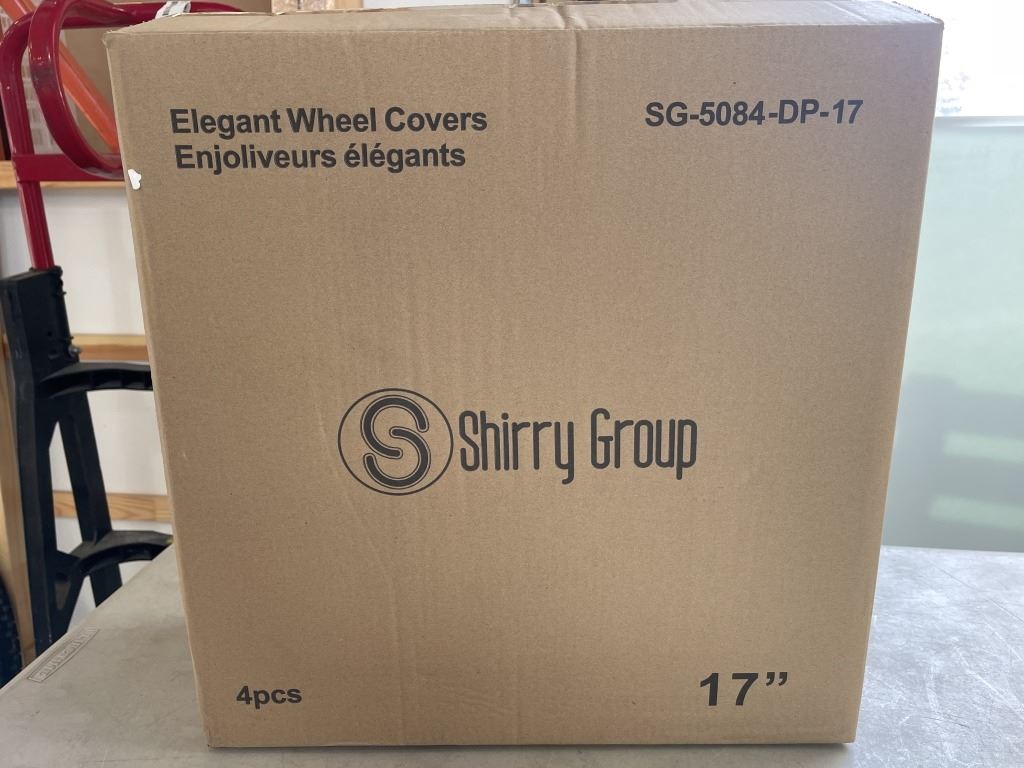 Elegant Wheel Covers
Enjoliveurs élégants
SG-5084-DP-17
S Shirry Group
4pcs
17”